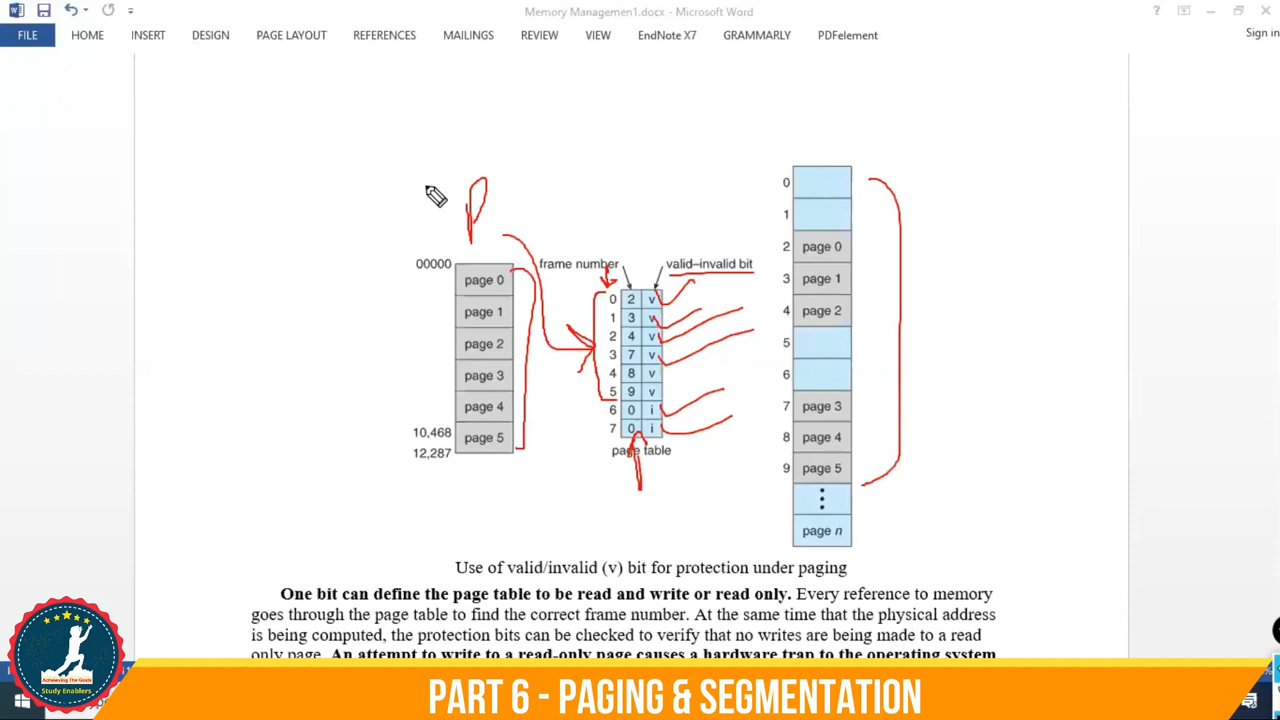 Memory Managemen1.docx - Microsoft Word
?
FILE HOME INSERT DESIGN PAGE LAYOUT REFERENCES MAILINGS REVIEW VIEW EndNote X7 GRAMMARLY PDFelement
Sign in
P
00000
page 0
page 1
page 2
page 3
page 4
page 5
10,468
12,287
frame number
valid–invalid bit
0 2 v
1 3 v
2 4 v
3 7 v
4 8 v
5 9 v
6 0 i
7 0 i
page table
0
1
2 page 0
3 page 1
4 page 2
5
6
7 page 3
8 page 4
9 page 5
page n
Use of valid/invalid (v) bit for protection under paging
One bit can define the page table to be read and write or read only. Every reference to memory
goes through the page table to find the correct frame number. At the same time that the physical address
is being computed, the protection bits can be checked to verify that no writes are being made to a read
only page. An attempt to write to a read-only page causes a hardware trap to the operating system
Achieveing The Goals
Study Enablers
PART 6 - PAGING & SEGMENTATION